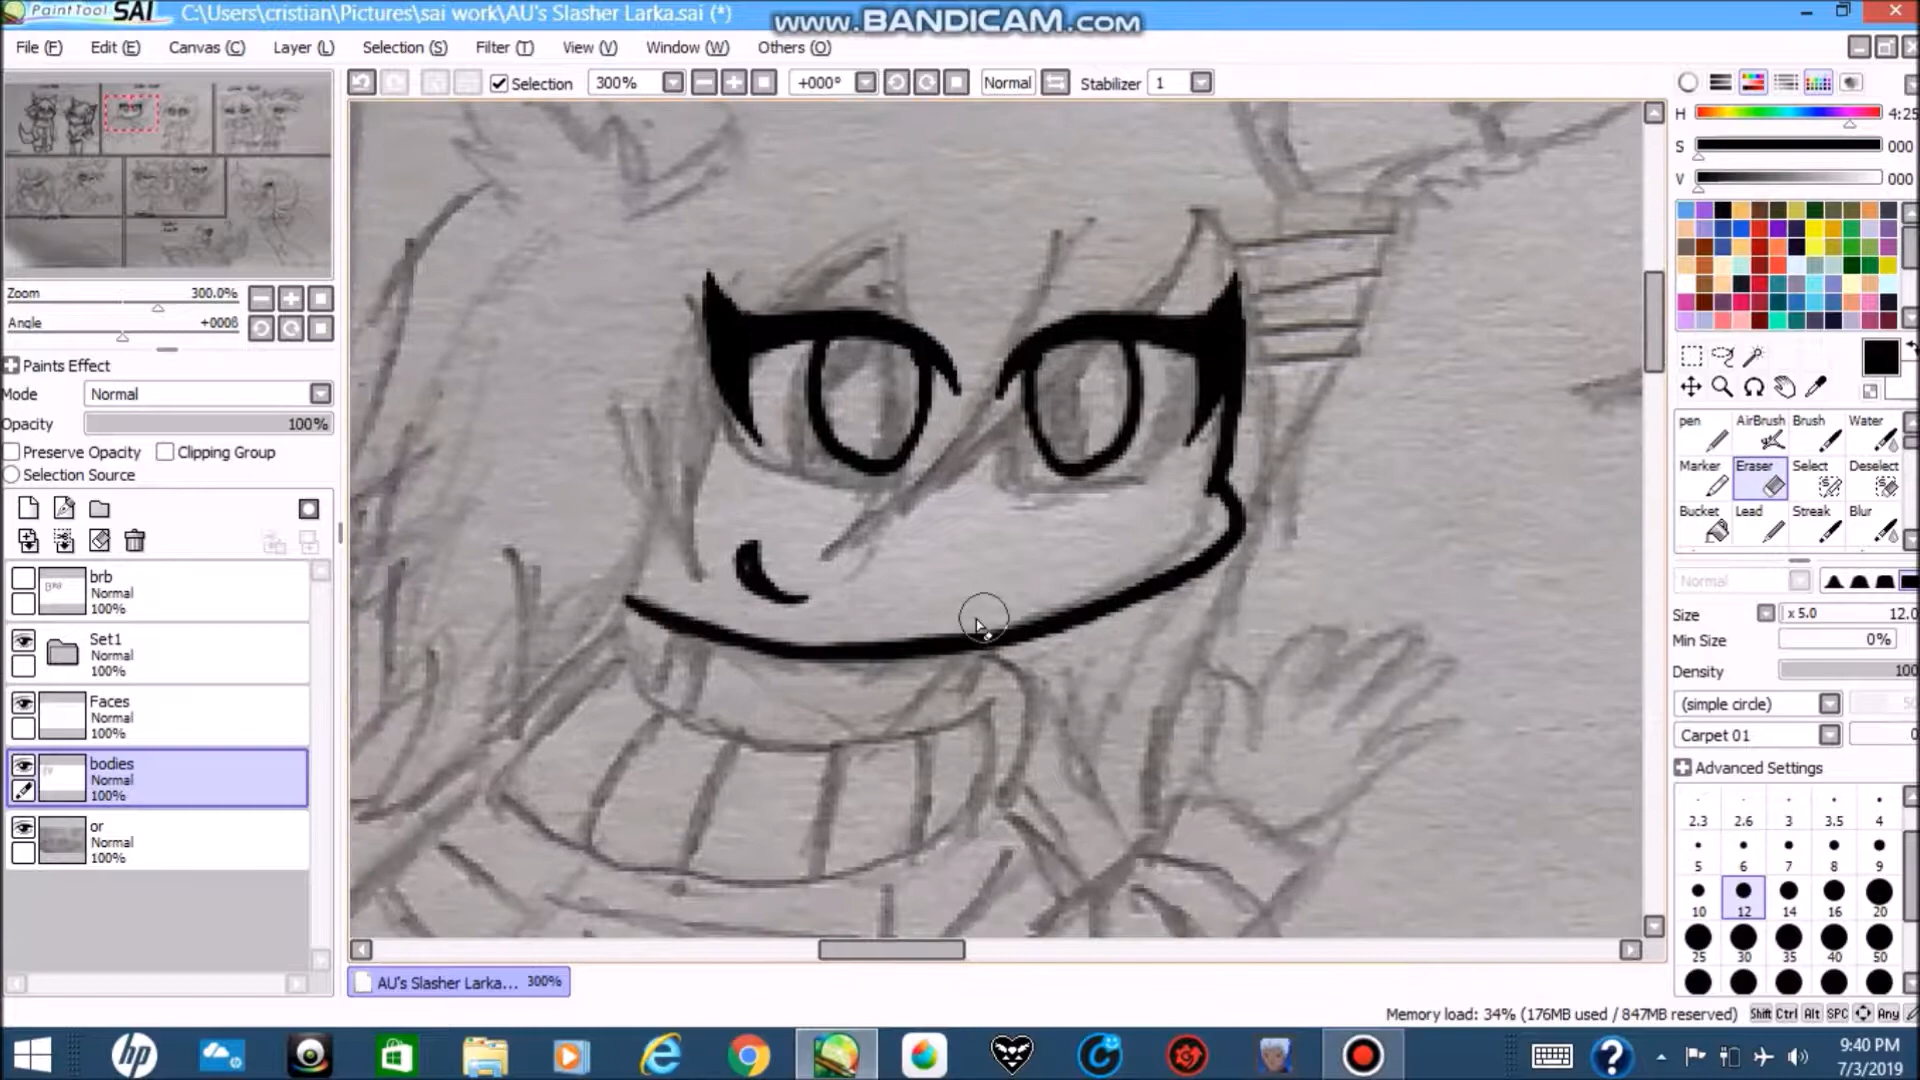 PaintTool SAI C:\Users\cristian\Pictures\sai work\AU's Slasher Larka.sai (*)
www.BANDICAM.com
File (F) Edit (E) Canvas (C) Layer (L) Selection (S) Filter (T) View (V) Window (W) Others (O)
Selection 300% +000° Normal Stabilizer 1
H 4:25
S 000
V 000
Zoom 300.0%
Angle +000ß
Paints Effect
Mode Normal
Opacity 100%
Preserve Opacity Clipping Group
Selection Source
brb
Normal
100%
Set1
Normal
100%
Faces
Normal
100%
bodies
Normal
100%
or
Normal
100%
pen AirBrush Brush Water
Marker Eraser Select Deselect
Bucket Lead Streak Blur
Normal
Size x 5.0 12.0
Min Size 0%
Density 100
(simple circle)
Carpet 01 0
Advanced Settings
2.3 2.6 3 3.5 4
5 6 7 8 9
10 12 14 16 20
25 30 35 40 50
AU's Slasher Larka... 300%
Memory load: 34% (176MB used / 847MB reserved) Shift Ctrl Alt SPC Any
hp
9:40 PM
7/3/2019